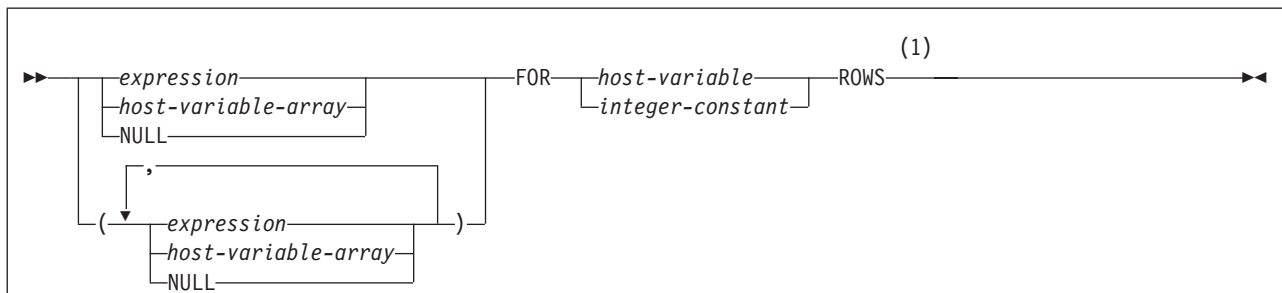 (1)
expression FOR host-variable ROWS
host-variable-array integer-constant
NULL
,
( expression )
host-variable-array
NULL